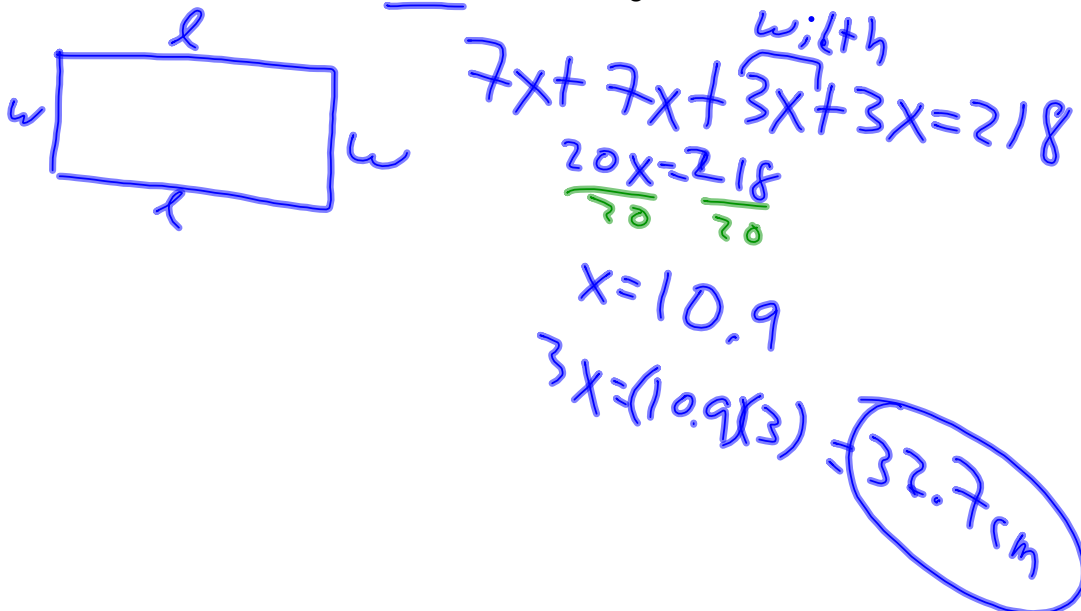 l
w
w
l
width
7x+ 7x+ 3x+ 3x=218
20x=218
20 20
x=10.9
3x=(10.9)(3) =32.7cm